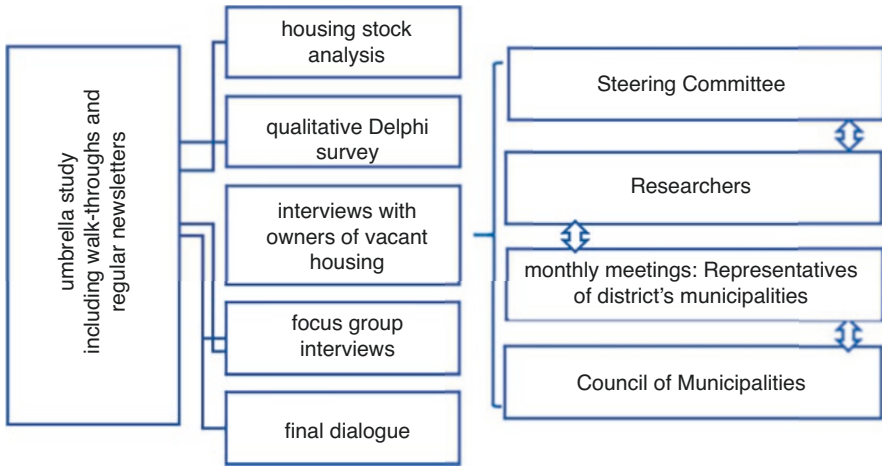 umbrella study
including walk-throughs and
regular newsletters
housing stock
analysis
qualitative Delphi
survey
interviews with
owners of vacant
housing
focus group
interviews
final dialogue
Steering Committee
Researchers
monthly meetings: Representatives
of district's municipalities
Council of Municipalities